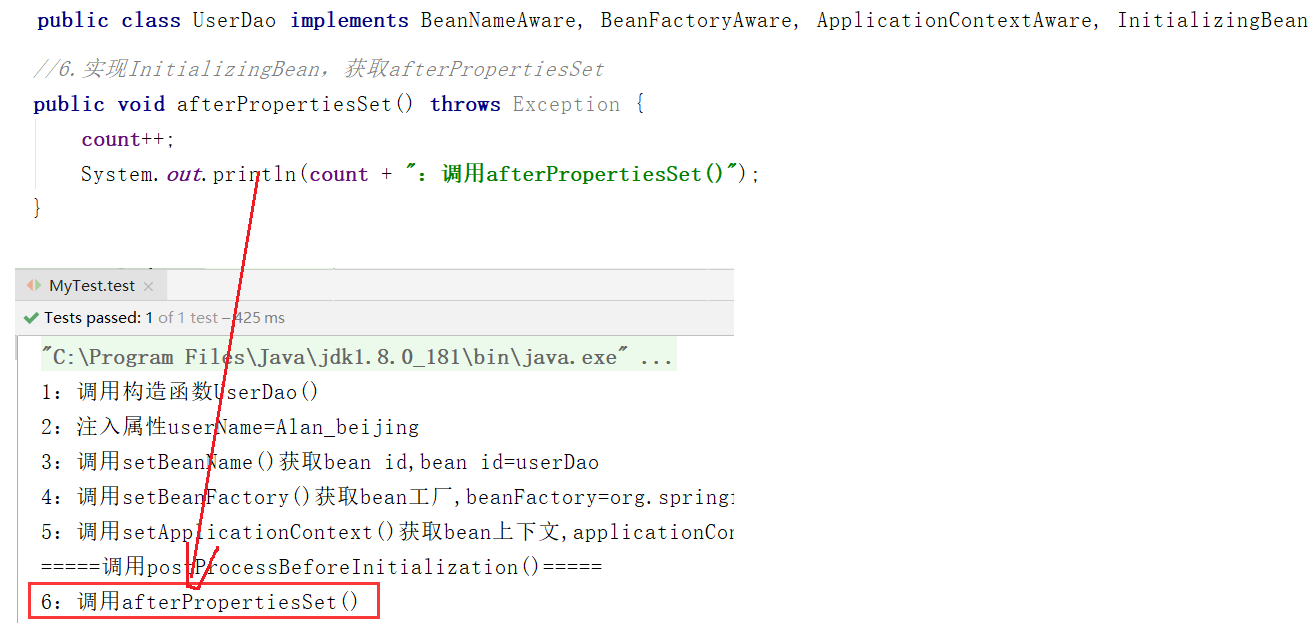 public class UserDao implements BeanNameAware, BeanFactoryAware, ApplicationContextAware, InitializingBean
//6.实现InitializingBean，获取afterPropertiesSet
public void afterPropertiesSet() throws Exception {
count++;
System.out.println(count + "：调用afterPropertiesSet()");
}
MyTest.test
Tests passed: 1 of 1 test – 425 ms
"C:\Program Files\Java\jdk1.8.0_181\bin\java.exe" ...
1：调用构造函数UserDao()
2：注入属性userName=Alan_beijing
3：调用setBeanName()获取bean id,bean id=userDao
4：调用setBeanFactory()获取bean工厂,beanFactory=org.springf
5：调用setApplicationContext()获取bean上下文,applicationCon
=====调用postProcessBeforeInitialization()=====
6：调用afterPropertiesSet()